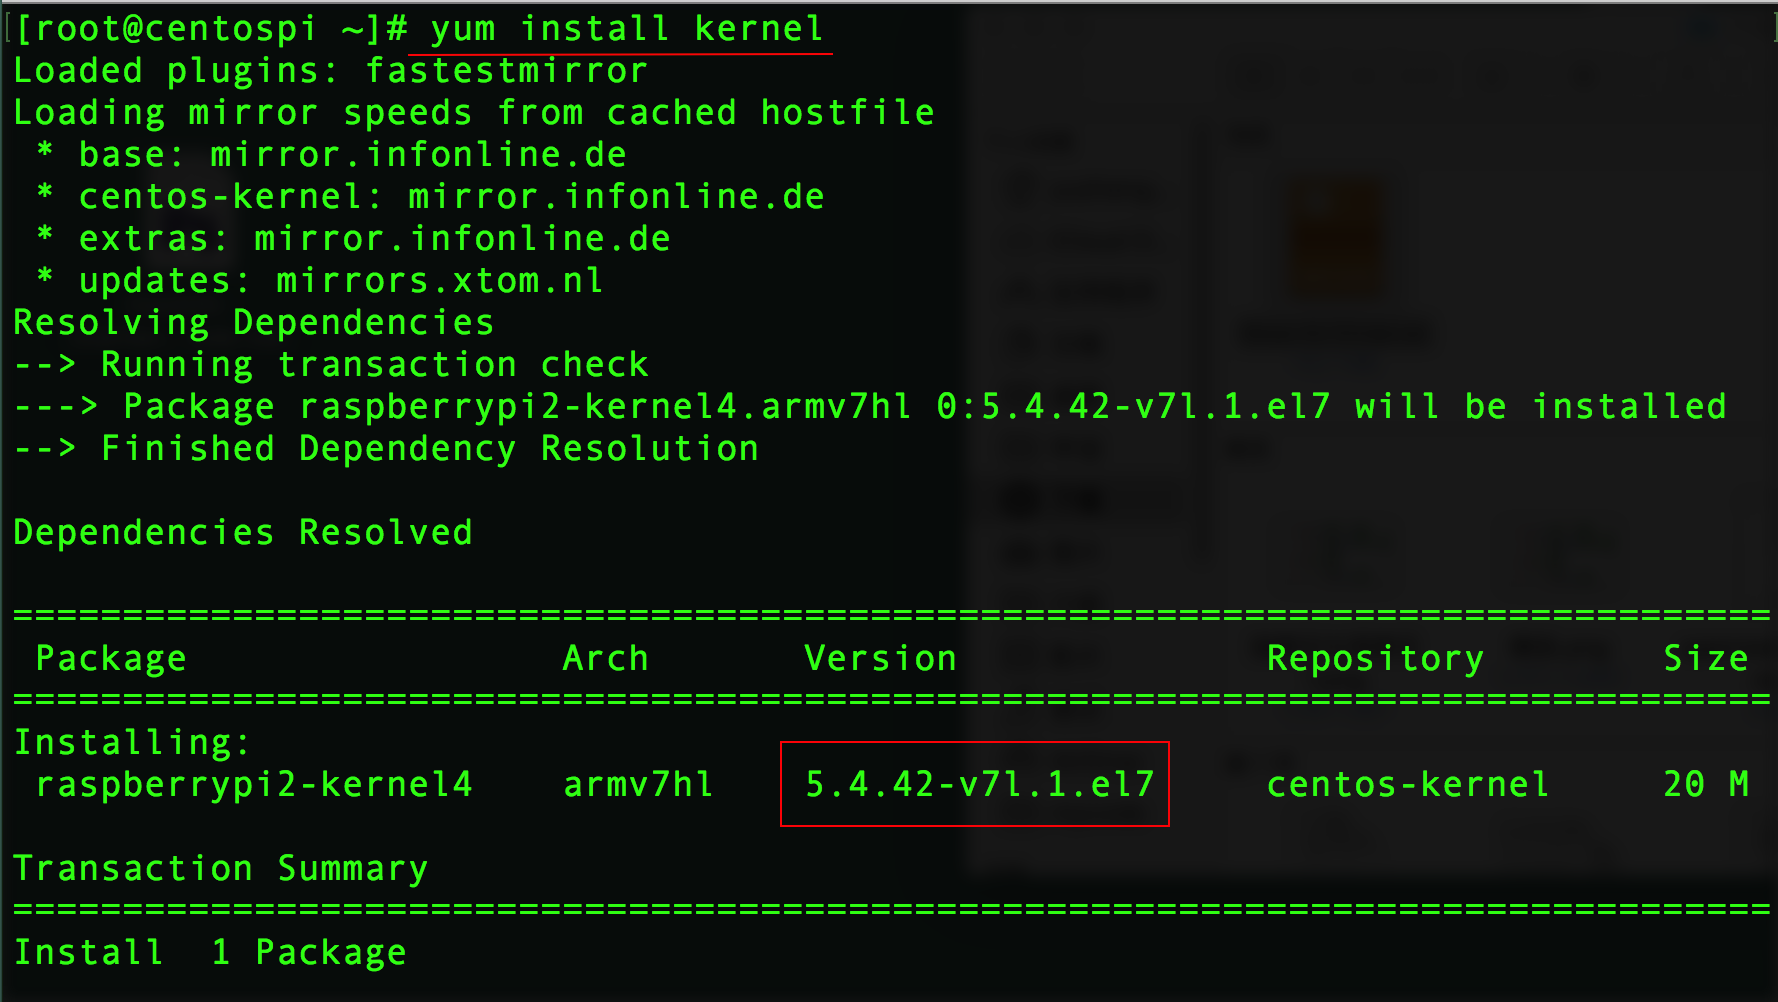 [root@centospi ~]# yum install kernel
Loaded plugins: fastestmirror
Loading mirror speeds from cached hostfile
 * base: mirror.infonline.de
 * centos-kernel: mirror.infonline.de
 * extras: mirror.infonline.de
 * updates: mirrors.xtom.nl
Resolving Dependencies
--> Running transaction check
---> Package raspberrypi2-kernel4.armv7hl 0:5.4.42-v7l.1.el7 will be installed
--> Finished Dependency Resolution

Dependencies Resolved

================================================================================
 Package                Arch       Version              Repository        Size
================================================================================
Installing:
 raspberrypi2-kernel4    armv7hl    5.4.42-v7l.1.el7     centos-kernel     20 M

Transaction Summary
================================================================================
Install  1 Package